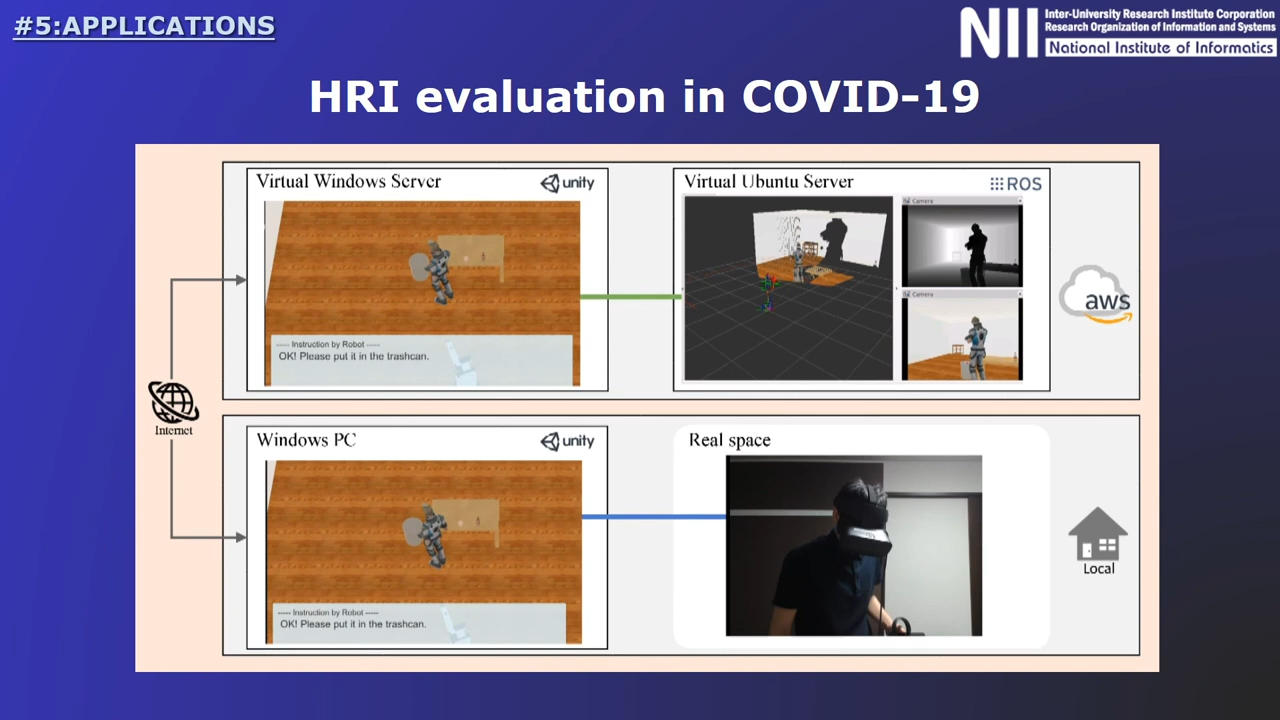 #5:APPLICATIONS
NII
Inter-University Research Institute Corporation
Research Organization of Information and Systems
National Institute of Informatics
HRI evaluation in COVID-19
Virtual Windows Server
unity
----- Instruction by Robot -----
OK! Please put it in the trashcan.
Virtual Ubuntu Server
ROS
Camera
Camera
aws
Internet
Windows PC
unity
----- Instruction by Robot -----
OK! Please put it in the trashcan.
Real space
Local